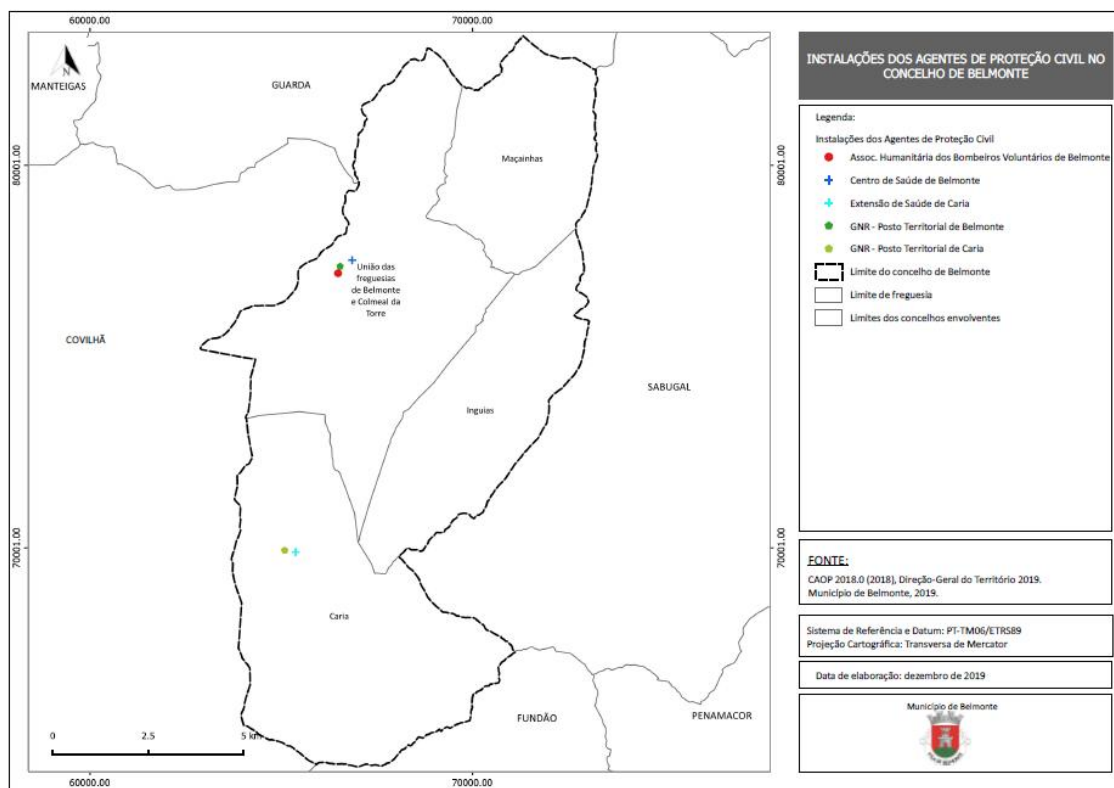 60000.00
70000.00
N
MANTEIGAS
GUARDA
Maçainhas
80001.00
80001.00
União das
freguesias
de Belmonte
e Colmeal da
Torre
COVILHÃ
SABUGAL
Inguias
70001.00
70001.00
Caria
FUNDÃO
PENAMACOR
0
2.5
5 km
60000.00
70000.00
INSTALAÇÕES DOS AGENTES DE PROTEÇÃO CIVIL NO
CONCELHO DE BELMONTE
Legenda:
Instalações dos Agentes de Proteção Civil
Assoc. Humanitária dos Bombeiros Voluntários de Belmonte
Centro de Saúde de Belmonte
Extensão de Saúde de Caria
GNR - Posto Territorial de Belmonte
GNR - Posto Territorial de Caria
Limite do concelho de Belmonte
Limite de freguesia
Limites dos concelhos envolventes
FONTE:
CAOP 2018.0 (2018), Direção-Geral do Território 2019.
Município de Belmonte, 2019.
Sistema de Referência e Datum: PT-TM06/ETRS89
Projeção Cartográfica: Transversa de Mercator
Data de elaboração: dezembro de 2019
Município de Belmonte